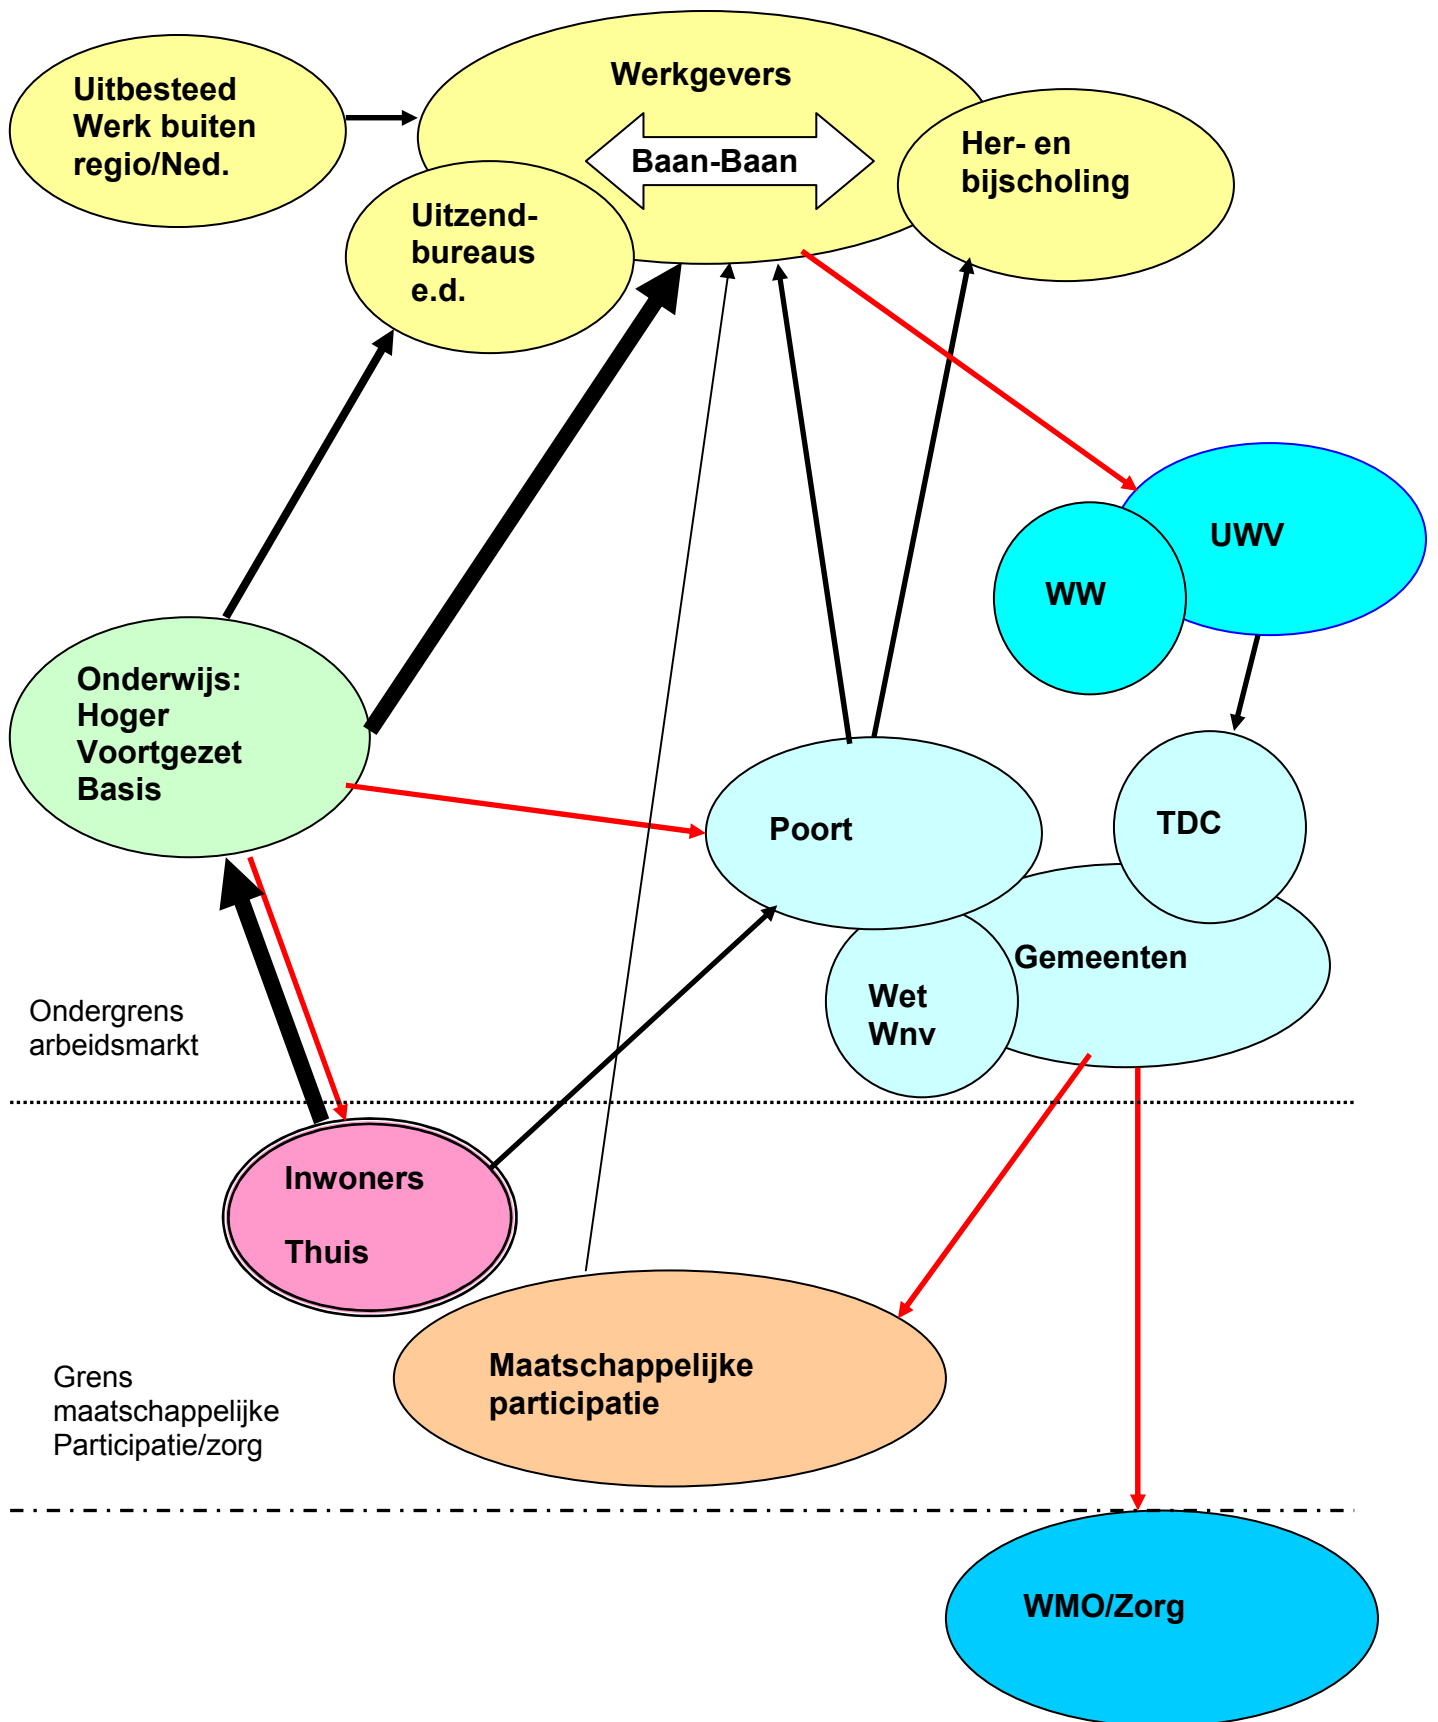 Uitbesteed
Werk buiten
regio/Ned.
Werkgevers
Baan-Baan
Her- en
bijscholing
Uitzend-
bureaus
e.d.
UWV
WW
Onderwijs:
Hoger
Voortgezet
Basis
Poort
TDC
Gemeenten
Wet
Wnv
Ondergrens
arbeidsmarkt
Inwoners
Thuis
Maatschappelijke
participatie
Grens
maatschappelijke
Participatie/zorg
WMO/Zorg